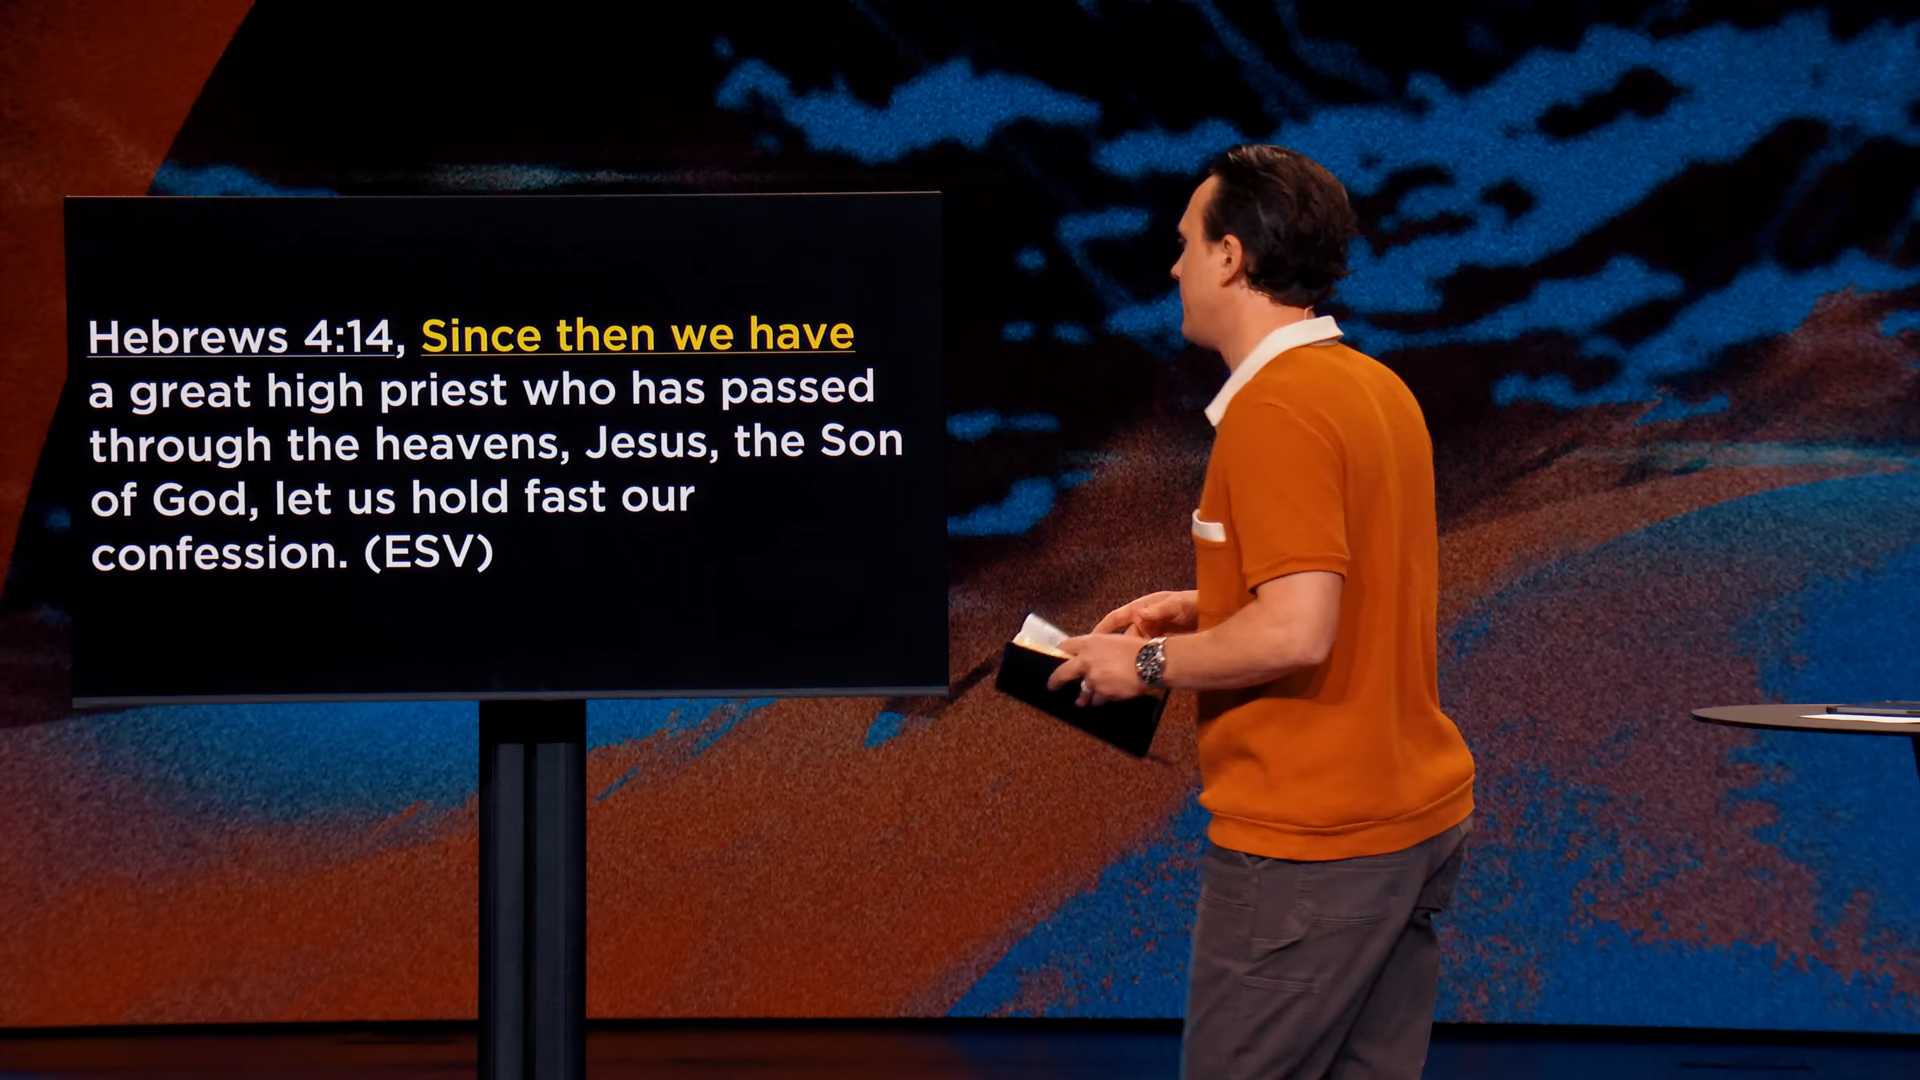 Hebrews 4:14, Since then we have
a great high priest who has passed
through the heavens, Jesus, the Son
of God, let us hold fast our
confession. (ESV)